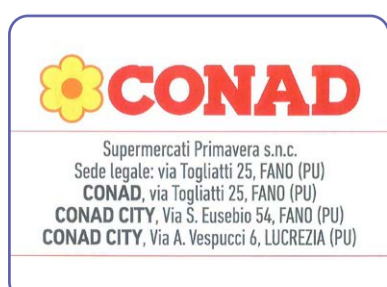 CONAD
Supermercati Primavera s.n.c.
Sede legale: via Togliatti 25, FANO (PU)
CONAD, via Togliatti 25, FANO (PU)
CONAD CITY, Via S. Eusebio 54, FANO (PU)
CONAD CITY, Via A. Vespucci 6, LUCREZIA (PU)